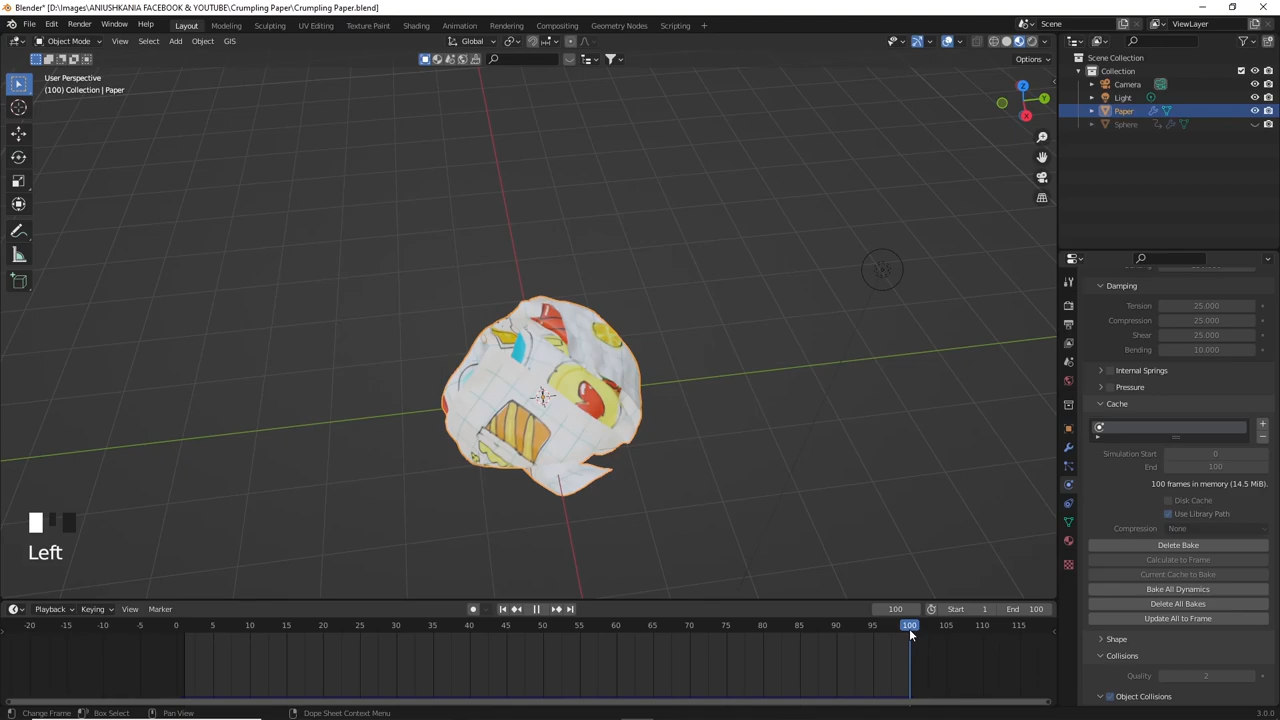 Blender* [D:\Images\ANIUSHKANIA FACEBOOK & YOUTUBE\Crumpling Paper\Crumpling Paper.blend]
File Edit Render Window Help Layout Modeling Sculpting UV Editing Texture Paint Shading Animation Rendering Compositing Geometry Nodes Scripting Scene ViewLayer
Object Mode View Select Add Object GIS Global
Options
User Perspective
(100) Collection | Paper
Z
Y
X
Left
Scene Collection
Collection
Camera
Light
Paper
Sphere
Damping
Tension 25.000
Compression 25.000
Shear 25.000
Bending 10.000
Internal Springs
Pressure
Cache
Simulation Start 0
End 100
100 frames in memory (14.5 MiB).
Disk Cache
Use Library Path
Compression None
Delete Bake
Calculate to Frame
Current Cache to Bake
Bake All Dynamics
Delete All Bakes
Update All to Frame
Shape
Collisions
Quality 2
Object Collisions
Playback Keying View Marker 100 Start 1 End 100
-20 -15 -10 -5 0 5 10 15 20 25 30 35 40 45 50 55 60 65 70 75 80 85 90 95 100 105 110 115
Change Frame Box Select Pan View Dope Sheet Context Menu 3.0.0